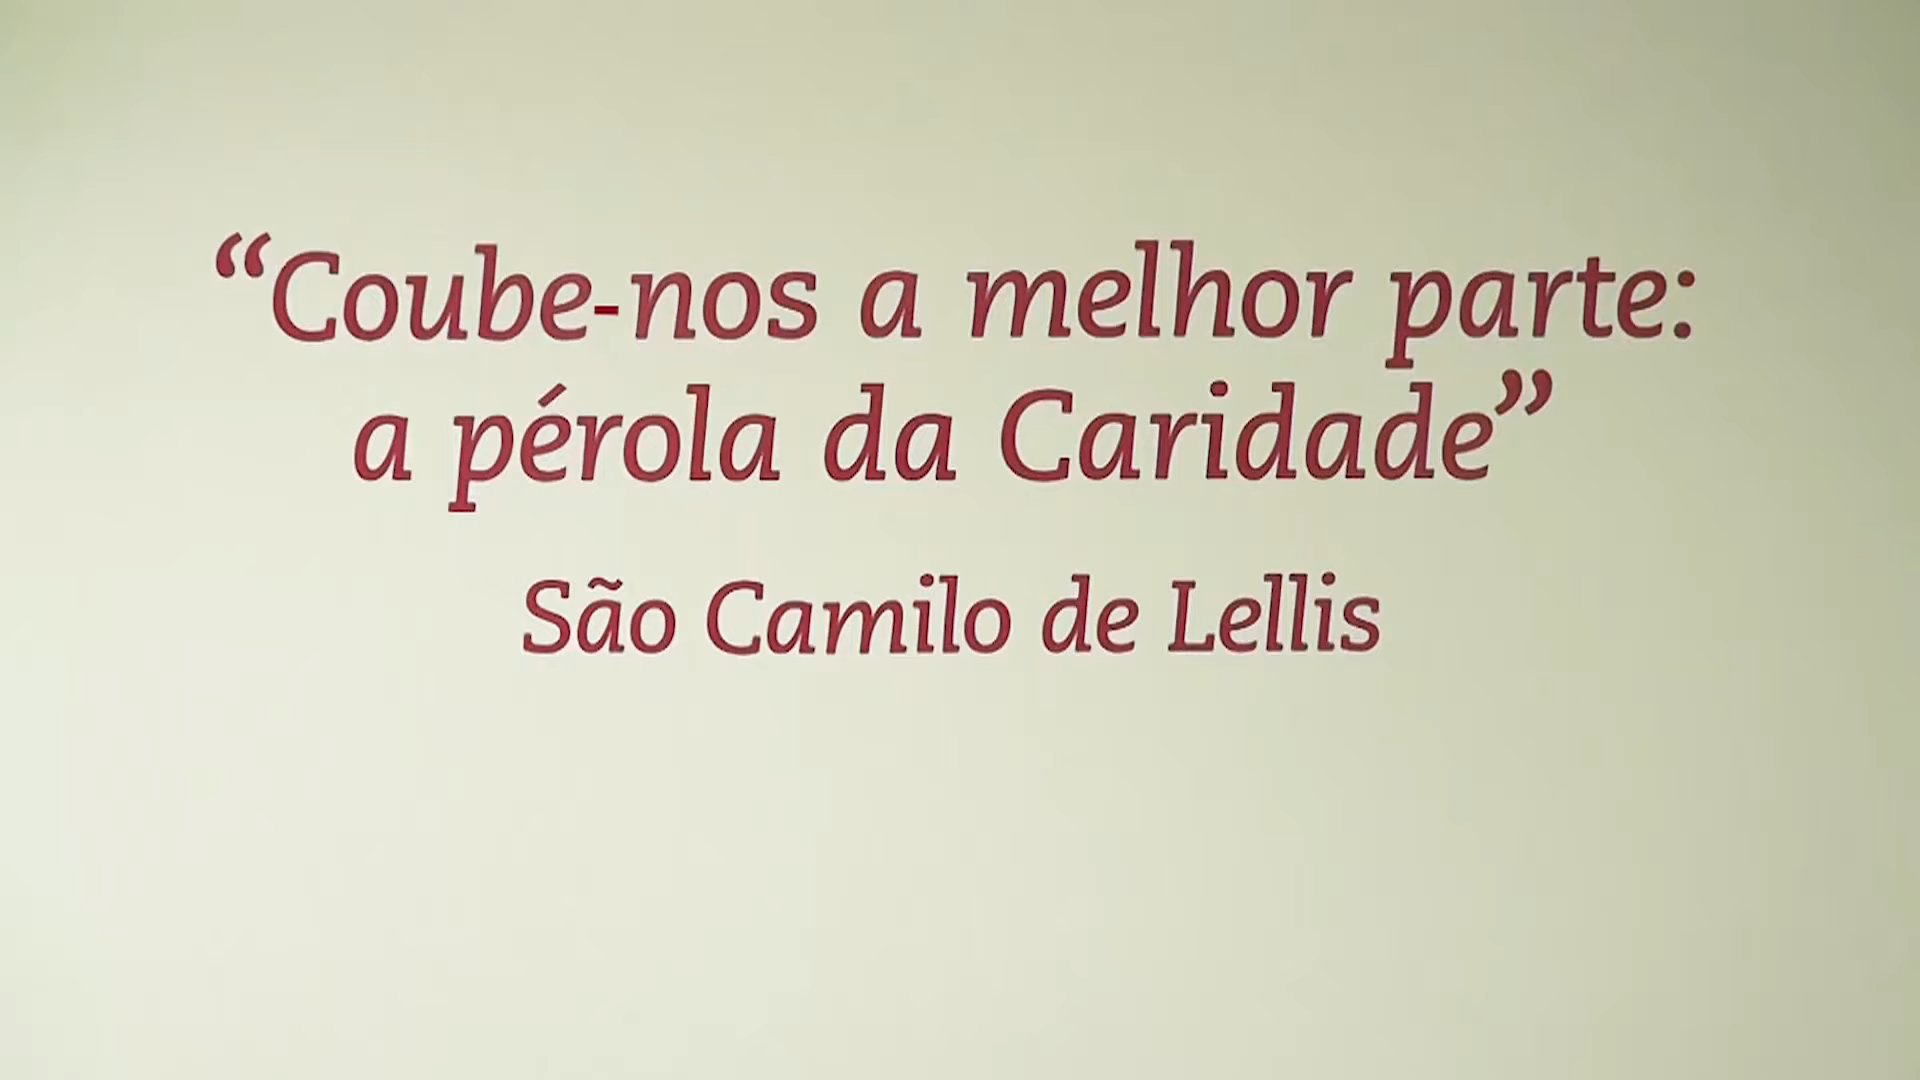 “Coube-nos a melhor parte:
a pérola da Caridade”
São Camilo de Lellis